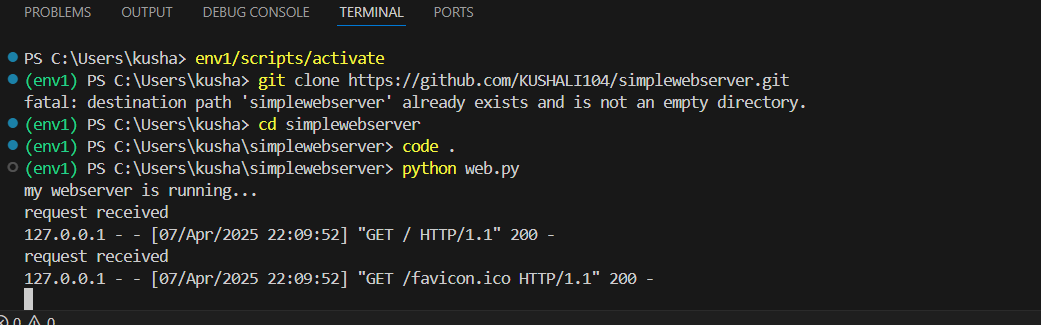 PROBLEMS OUTPUT DEBUG CONSOLE TERMINAL PORTS
PS C:\Users\kusha> env1/scripts/activate
(env1) PS C:\Users\kusha> git clone https://github.com/KUSHALI104/simplewebserver.git
fatal: destination path 'simplewebserver' already exists and is not an empty directory.
(env1) PS C:\Users\kusha> cd simplewebserver
(env1) PS C:\Users\kusha\simplewebserver> code .
(env1) PS C:\Users\kusha\simplewebserver> python web.py
my webserver is running...
request received
127.0.0.1 - - [07/Apr/2025 22:09:52] "GET / HTTP/1.1" 200 -
request received
127.0.0.1 - - [07/Apr/2025 22:09:52] "GET /favicon.ico HTTP/1.1" 200 -
0 0